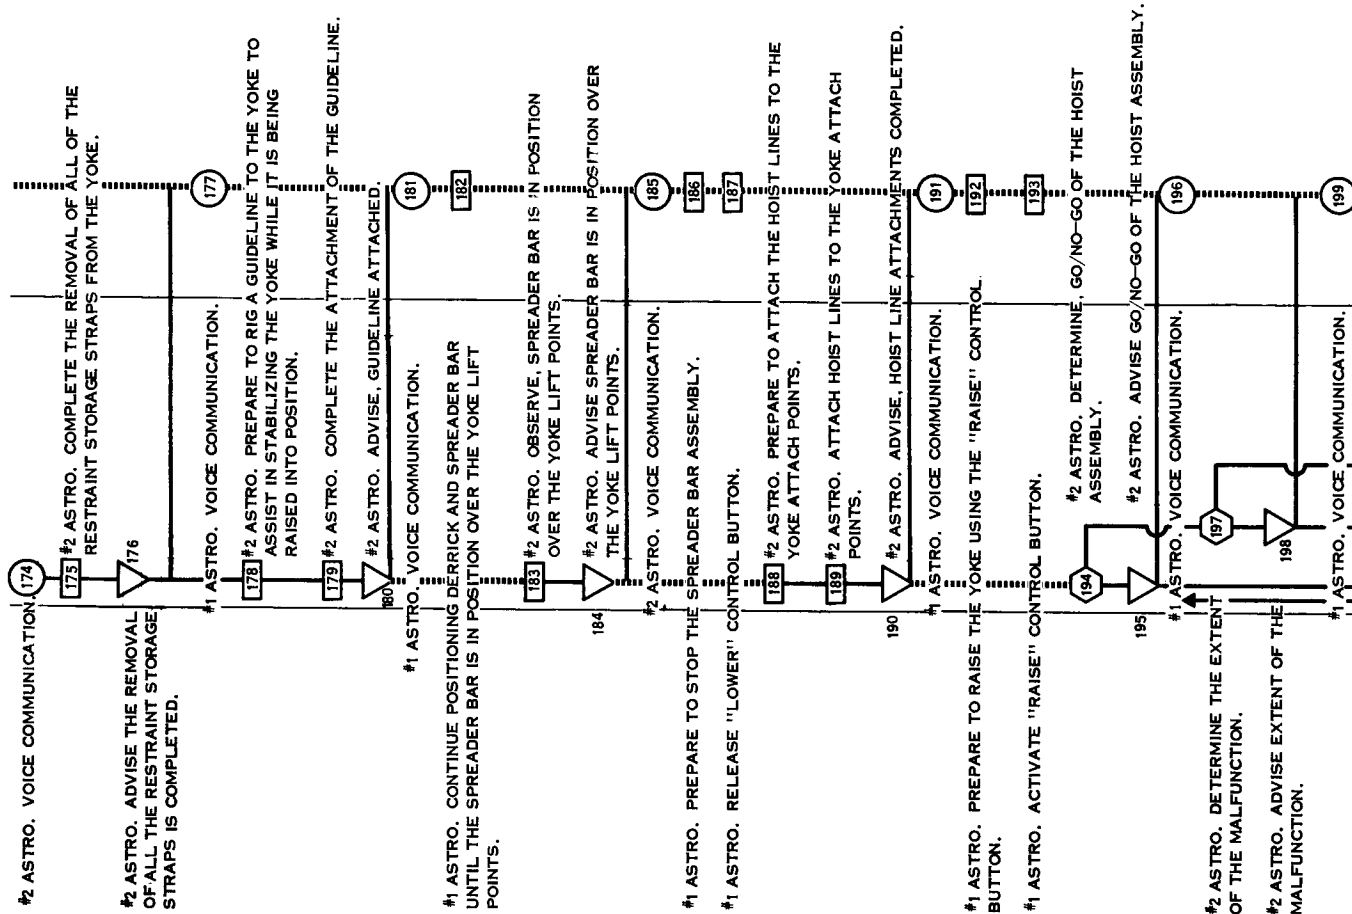 #2 ASTRO. VOICE COMMUNICATION.
174
175
#2 ASTRO. COMPLETE THE REMOVAL OF ALL OF THE
RESTRAINT STORAGE STRAPS FROM THE YOKE.
#2 ASTRO. ADVISE THE REMOVAL
OF ALL THE RESTRAINT STORAGE
STRAPS IS COMPLETED.
176
#1 ASTRO. VOICE COMMUNICATION.
177
178
#2 ASTRO. PREPARE TO RIG A GUIDELINE TO THE YOKE TO
ASSIST IN STABILIZING THE YOKE WHILE IT IS BEING
RAISED INTO POSITION.
179
#2 ASTRO. COMPLETE THE ATTACHMENT OF THE GUIDELINE.
180
#2 ASTRO. ADVISE, GUIDELINE ATTACHED.
#1 ASTRO. VOICE COMMUNICATION.
181
#1 ASTRO. CONTINUE POSITIONING DERRICK AND SPREADER BAR
UNTIL THE SPREADER BAR IS IN POSITION OVER THE YOKE LIFT
POINTS.
182
183
#2 ASTRO. OBSERVE, SPREADER BAR IS IN POSITION
OVER THE YOKE LIFT POINTS.
184
#2 ASTRO. ADVISE SPREADER BAR IS IN POSITION OVER
THE YOKE LIFT POINTS.
#2 ASTRO. VOICE COMMUNICATION.
185
#1 ASTRO. PREPARE TO STOP THE SPREADER BAR ASSEMBLY.
186
#1 ASTRO. RELEASE "LOWER" CONTROL BUTTON.
187
188
#2 ASTRO. PREPARE TO ATTACH THE HOIST LINES TO THE
YOKE ATTACH POINTS.
189
#2 ASTRO. ATTACH HOIST LINES TO THE YOKE ATTACH
POINTS.
190
#2 ASTRO. ADVISE, HOIST LINE ATTACHMENTS COMPLETED.
#1 ASTRO. VOICE COMMUNICATION.
191
#1 ASTRO. PREPARE TO RAISE THE YOKE USING THE "RAISE" CONTROL
BUTTON.
192
#1 ASTRO. ACTIVATE "RAISE" CONTROL BUTTON.
193
194
#2 ASTRO. DETERMINE, GO/NO-GO OF THE HOIST
ASSEMBLY.
195
#2 ASTRO. ADVISE GO/NO-GO OF THE HOIST ASSEMBLY.
#1 ASTRO. VOICE COMMUNICATION.
196
#2 ASTRO. DETERMINE THE EXTENT
OF THE MALFUNCTION.
197
#2 ASTRO. ADVISE EXTENT OF THE
MALFUNCTION.
198
#1 ASTRO. VOICE COMMUNICATION.
199